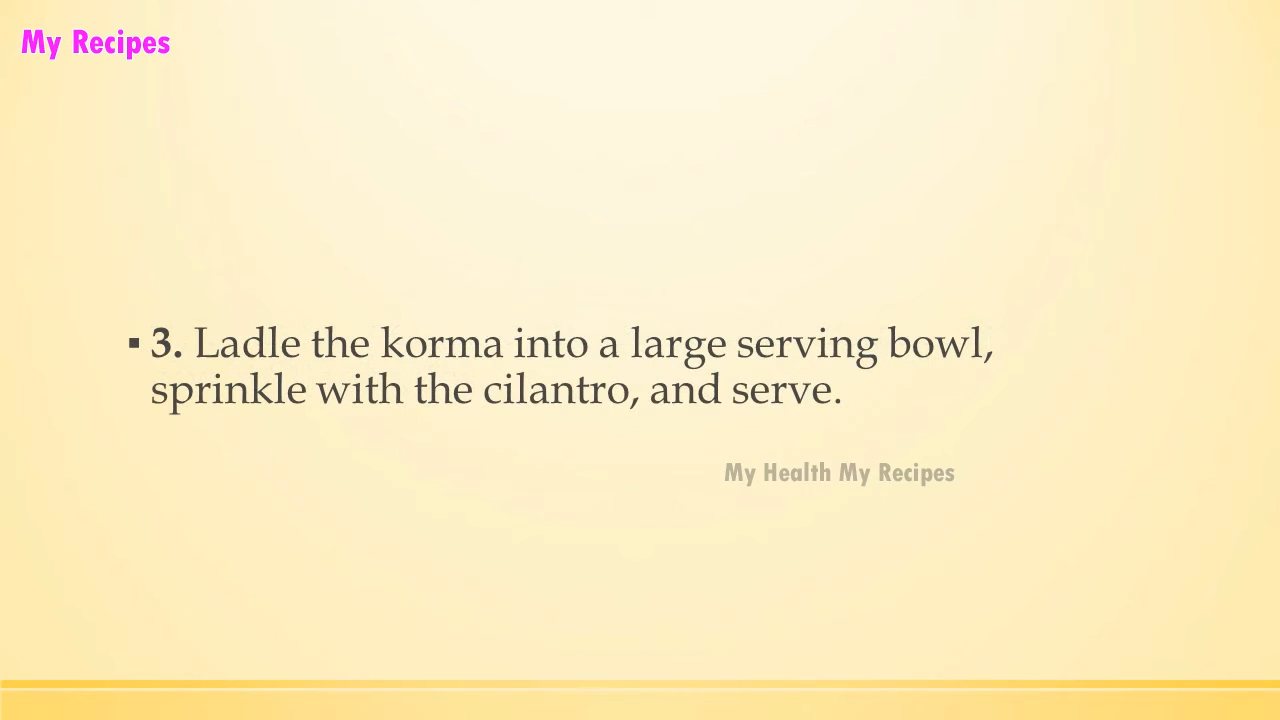 My Recipes
▪ 3. Ladle the korma into a large serving bowl,
sprinkle with the cilantro, and serve.
My Health My Recipes